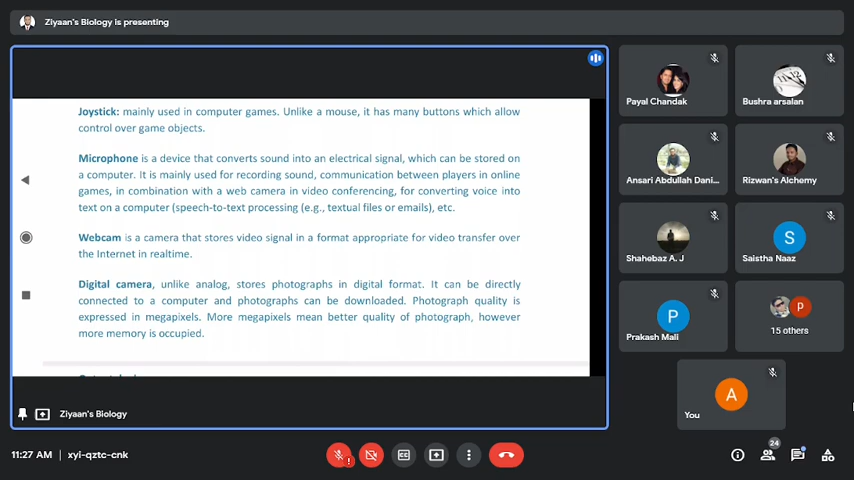 Ziyaan's Biology is presenting
Joystick: mainly used in computer games. Unlike a mouse, it has many buttons which allow
control over game objects.
Microphone is a device that converts sound into an electrical signal, which can be stored on
a computer. It is mainly used for recording sound, communication between players in online
games, in combination with a web camera in video conferencing, for converting voice into
text on a computer (speech-to-text processing (e.g., textual files or emails), etc.
Webcam is a camera that stores video signal in a format appropriate for video transfer over
the Internet in realtime.
Digital camera, unlike analog, stores photographs in digital format. It can be directly
connected to a computer and photographs can be downloaded. Photograph quality is
expressed in megapixels. More megapixels mean better quality of photograph, however
more memory is occupied.
Ziyaan's Biology
Payal Chandak
Bushra arsalan
Ansari Abdullah Dani...
Rizwan's Alchemy
Shahebaz A. J
S
Saistha Naaz
P
Prakash Mali
P
15 others
A
You
11:27 AM | xyi-qztc-cnk
24